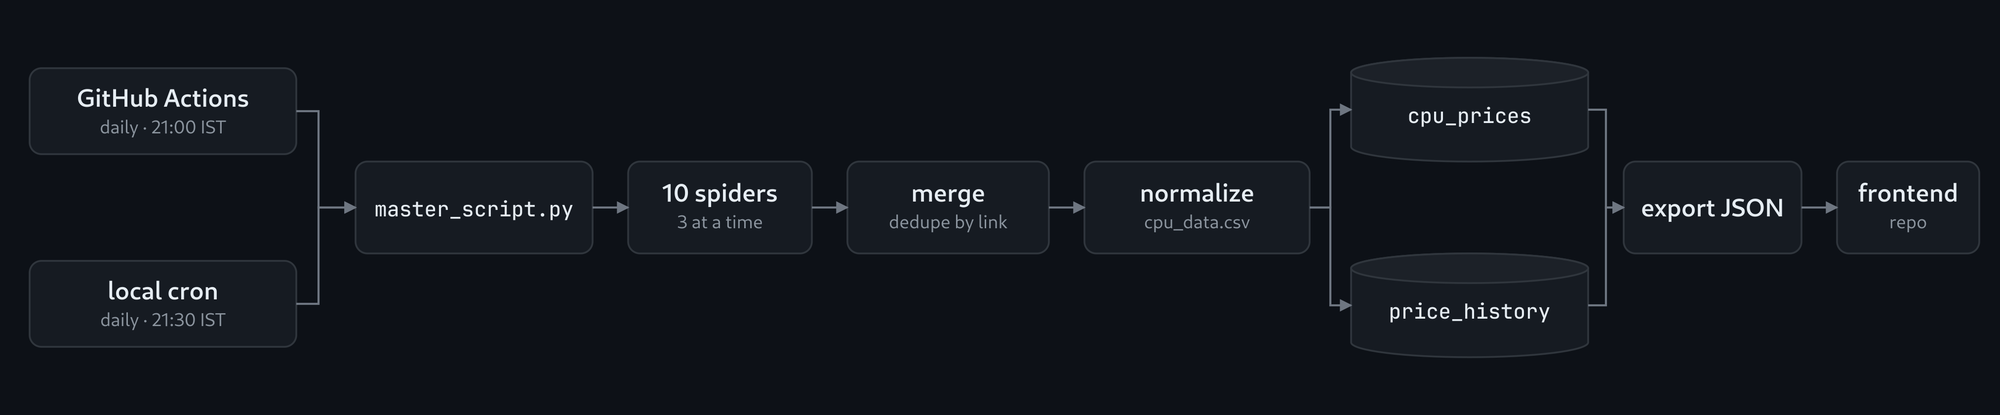 GitHub Actions
daily · 21:00 IST
local cron
daily · 21:30 IST
master_script.py
10 spiders
3 at a time
merge
dedupe by link
normalize
cpu_data.csv
cpu_prices
price_history
export JSON
frontend
repo